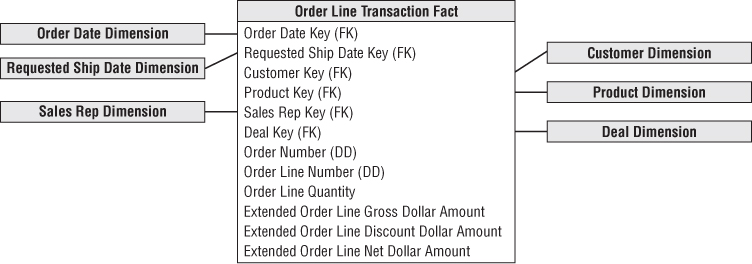 Order Line Transaction Fact
Order Date Dimension
Requested Ship Date Dimension
Sales Rep Dimension
Order Date Key (FK)
Requested Ship Date Key (FK)
Customer Key (FK)
Product Key (FK)
Sales Rep Key (FK)
Deal Key (FK)
Order Number (DD)
Order Line Number (DD)
Order Line Quantity
Extended Order Line Gross Dollar Amount
Extended Order Line Discount Dollar Amount
Extended Order Line Net Dollar Amount
Customer Dimension
Product Dimension
Deal Dimension